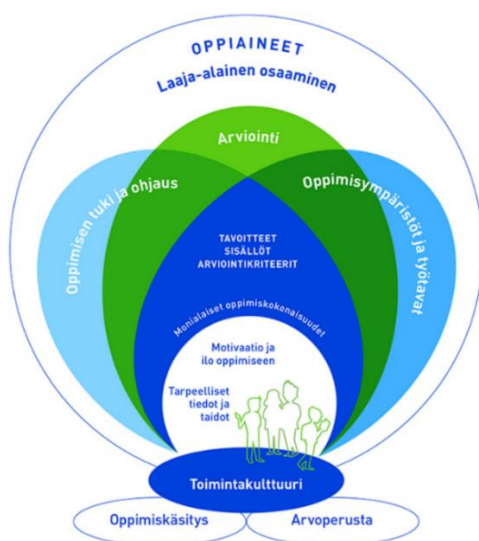 OPPIAINEET
Laaja-alainen osaaminen
Arviointi
Oppimisen tuki ja ohjaus
Oppimisympäristöt ja työtavat
TAVOITTEET
SISÄLLÖT
ARVIOINTIKRITEERIT
Monialaiset oppimiskokonaisuudet
Motivaatio ja
ilo oppimiseen
Tarpeelliset
tiedot ja
taidot
Toimintakulttuuri
Oppimiskäsitys
Arvoperusta